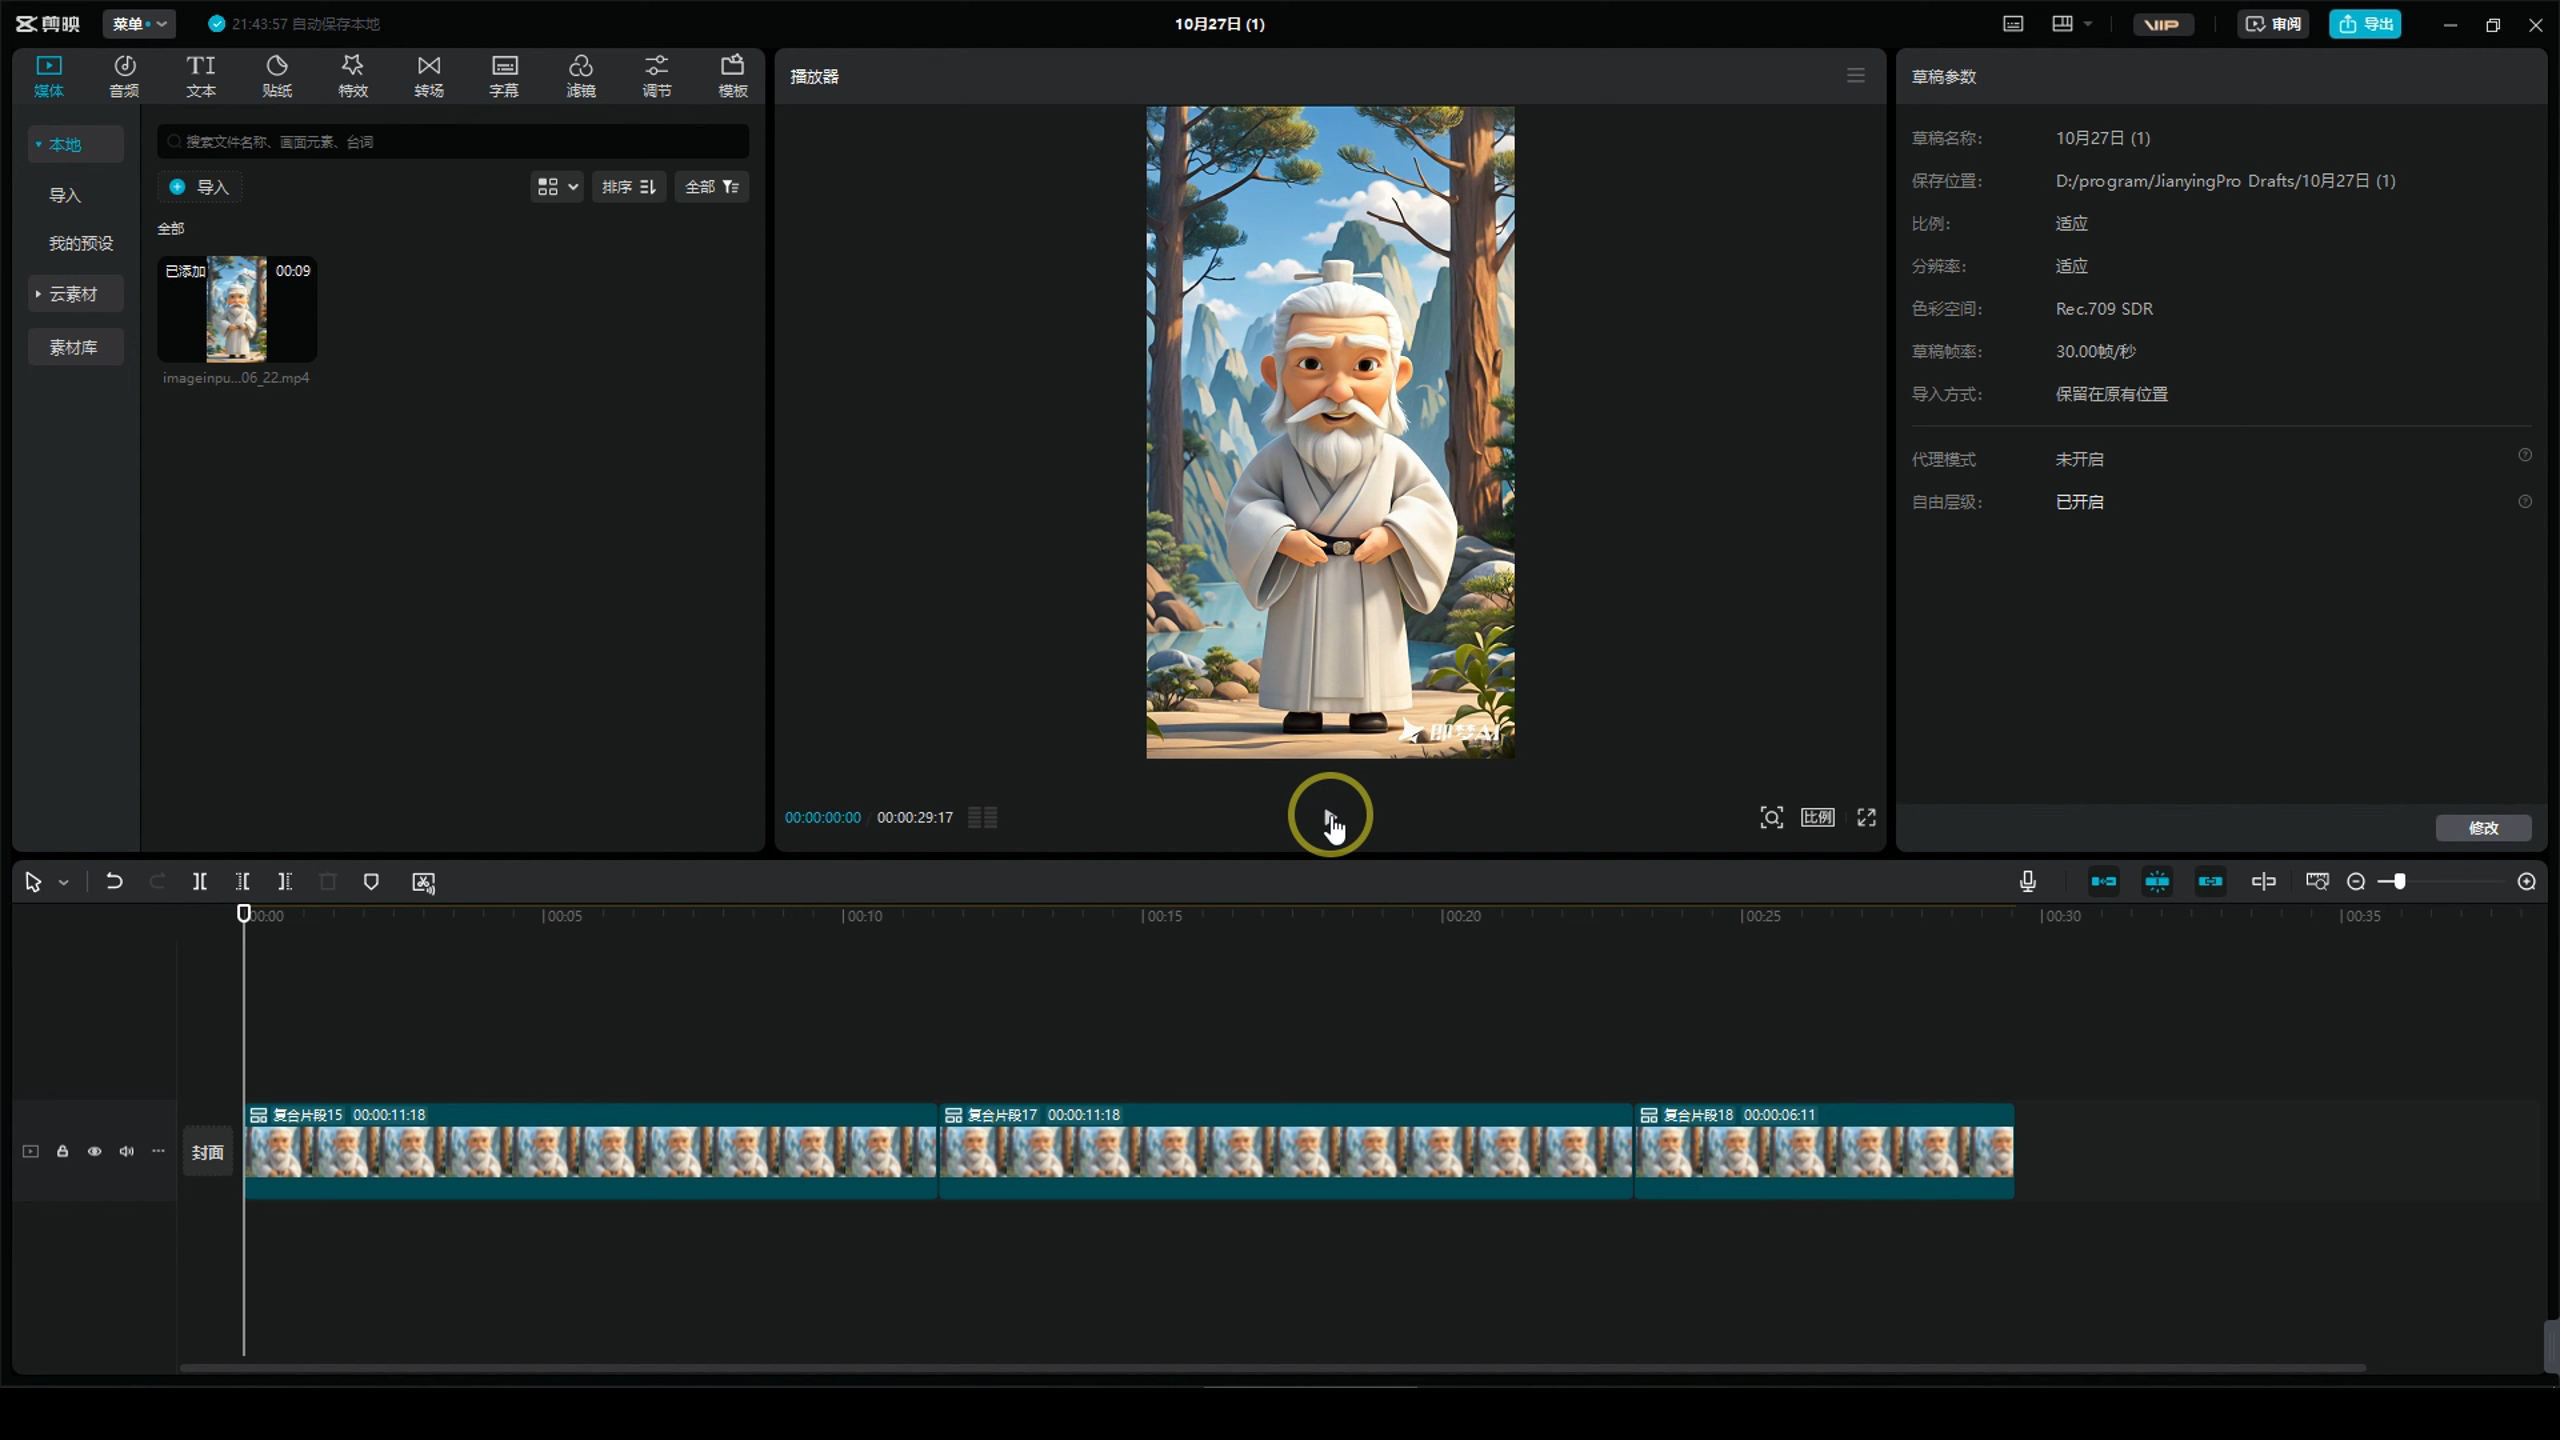 剪映
菜单
21:43:57 自动保存本地
10月27日 (1)
VIP
审阅
导出
媒体
音频
文本
贴纸
特效
转场
字幕
滤镜
调节
模板
本地
导入
我的预设
云素材
素材库
搜索文件名称、画面元素、台词
导入
排序
全部
全部
已添加
00:09
imageinpu...06_22.mp4
播放器
即梦AI
00:00:00:00 / 00:00:29:17
比例
草稿参数
草稿名称: 10月27日 (1)
保存位置: D:/program/JianyingPro Drafts/10月27日 (1)
比例: 适应
分辨率: 适应
色彩空间: Rec.709 SDR
草稿帧率: 30.00帧/秒
导入方式: 保留在原有位置
代理模式 未开启
自由层级: 已开启
修改
00:00
00:05
00:10
00:15
00:20
00:25
00:30
00:35
封面
复合片段15 00:00:11:18
复合片段17 00:00:11:18
复合片段18 00:00:06:11